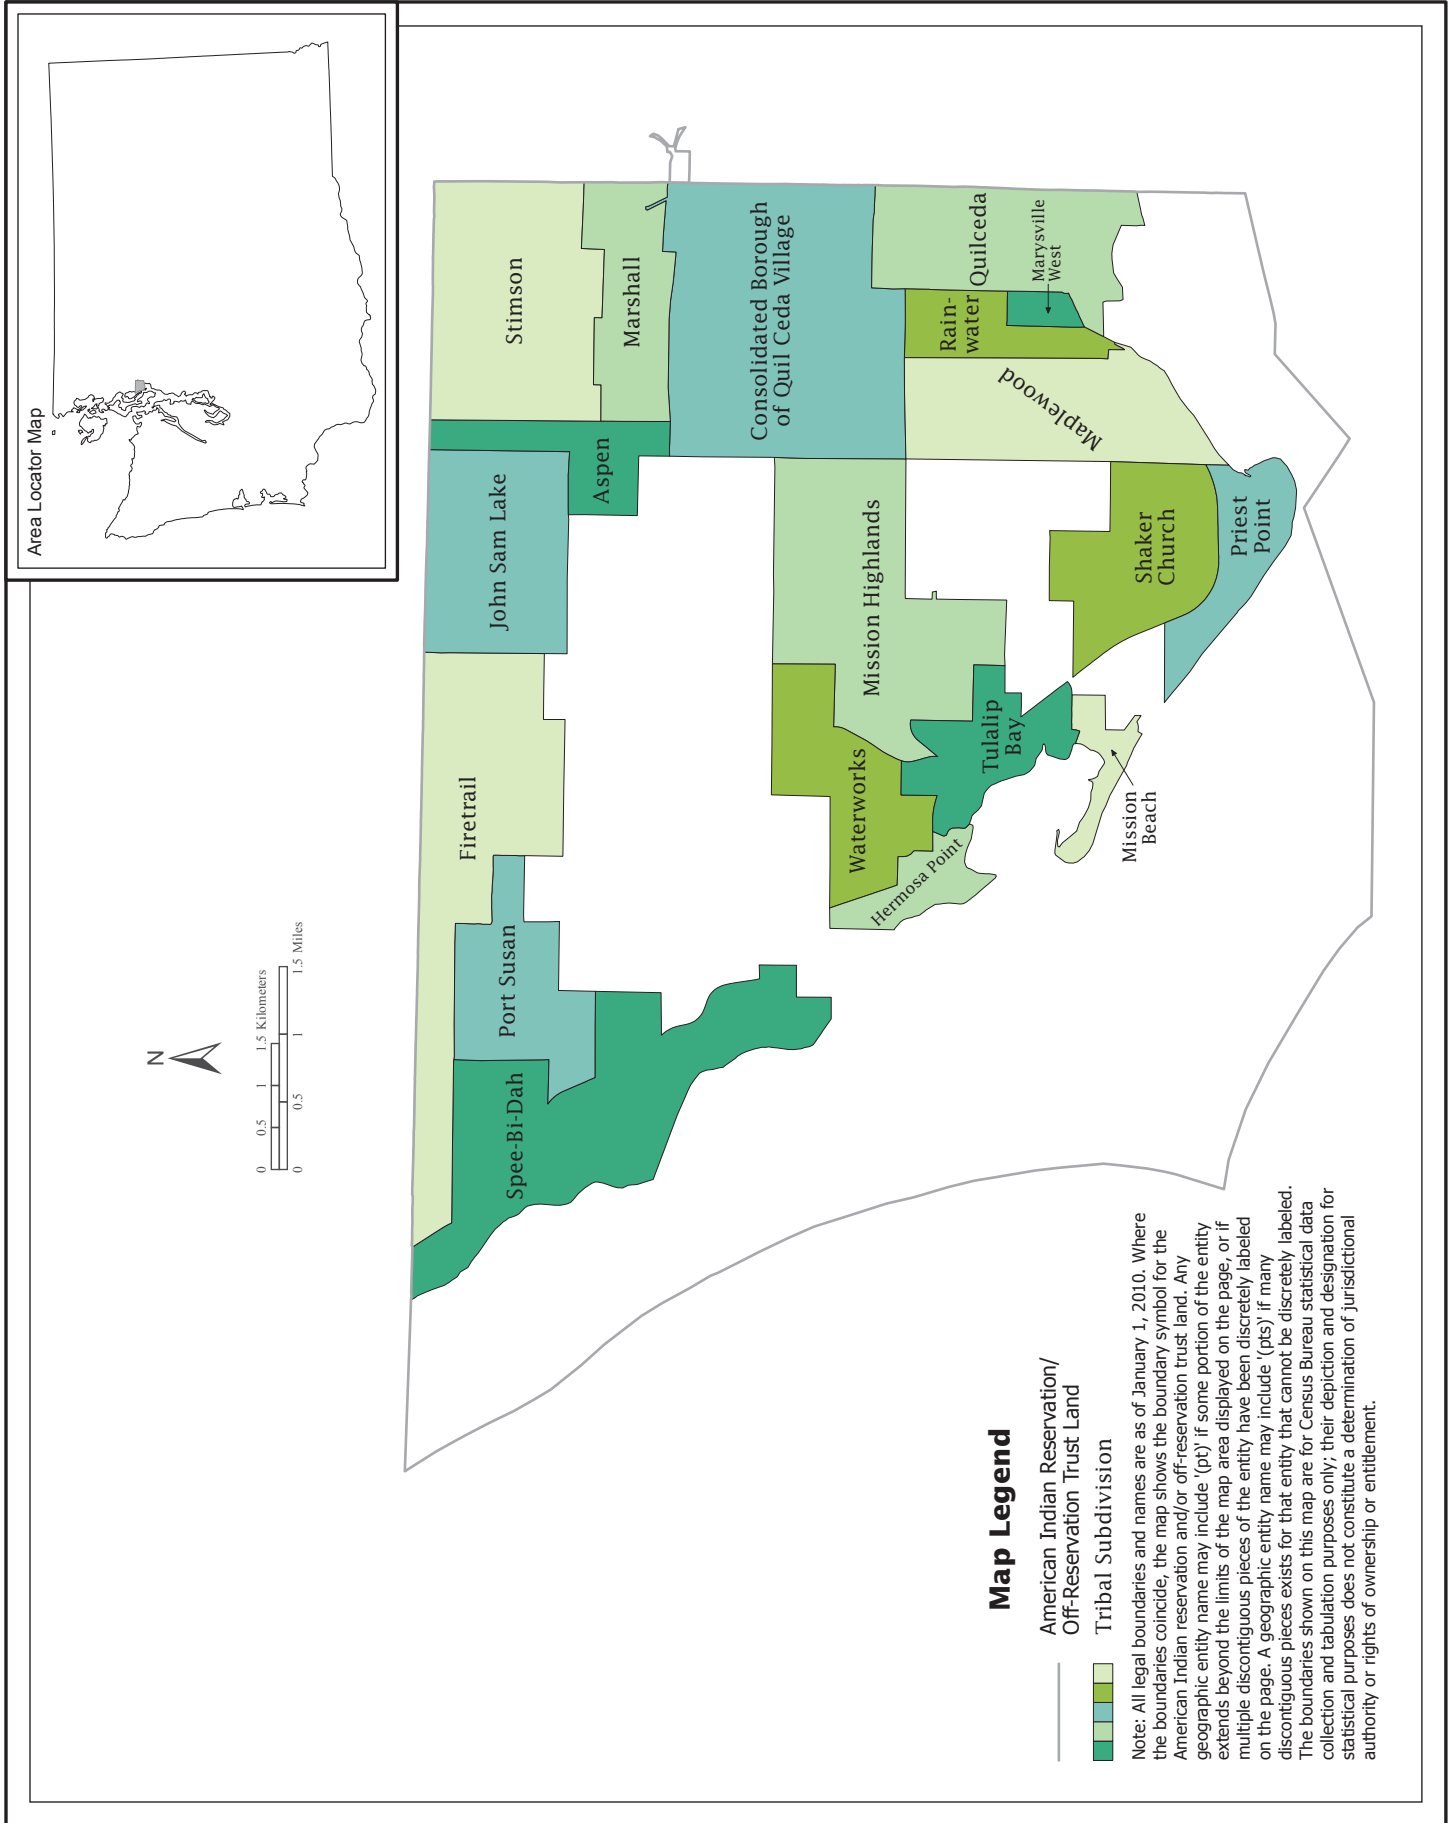 Area Locator Map
N
0 0.5 1 1.5 Kilometers
0 0.5 1 1.5 Miles
Stimson
Marshall
Aspen
John Sam Lake
Firetrail
Port Susan
Spee-Bi-Dah
Consolidated Borough
of Quil Ceda Village
Quilceda
Marysville
West
Rain-
water
Maplewood
Mission Highlands
Shaker
Church
Priest
Point
Waterworks
Tulalip
Bay
Hermosa Point
Mission
Beach
Map Legend
American Indian Reservation/
Off-Reservation Trust Land
Tribal Subdivision
Note: All legal boundaries and names are as of January 1, 2010. Where
the boundaries coincide, the map shows the boundary symbol for the
American Indian reservation and/or off-reservation trust land. Any
geographic entity name may include '(pt)' if some portion of the entity
extends beyond the limits of the map area displayed on the page, or if
multiple discontiguous pieces of the entity have been discretely labeled
on the page. A geographic entity name may include '(pts)' if many
discontiguous pieces exists for that entity that cannot be discretely labeled.
The boundaries shown on this map are for Census Bureau statistical data
collection and tabulation purposes only; their depiction and designation for
statistical purposes does not constitute a determination of jurisdictional
authority or rights of ownership or entitlement.